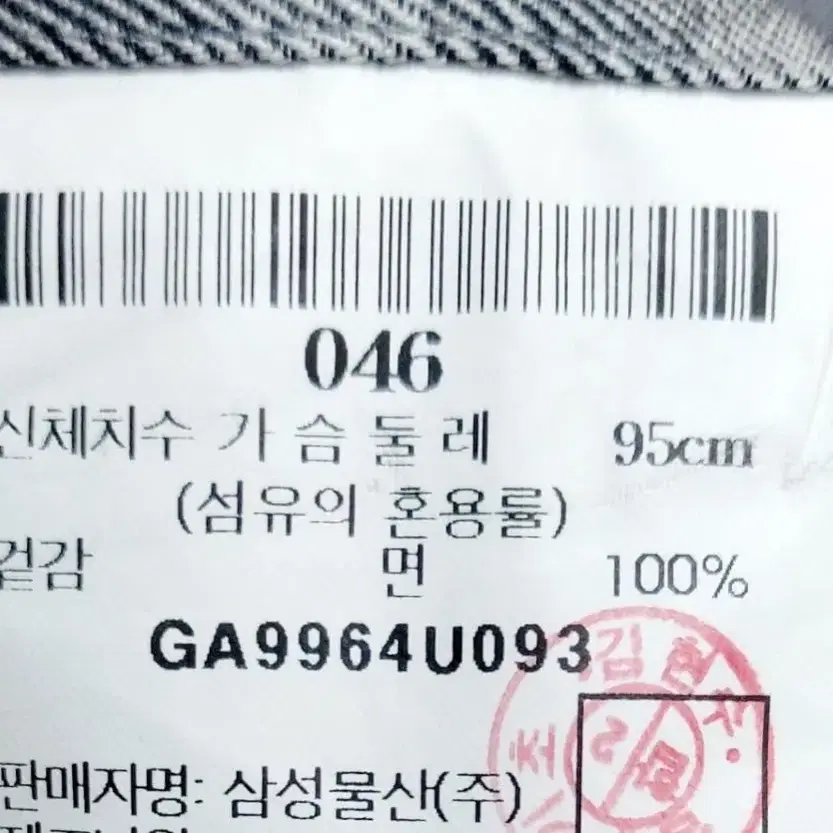 046
신체치수 가 슴 둘 레 95cm
(섬유의 혼용률)
겉감 면 100%
GA9964U093
판매자명: 삼성물산(주)